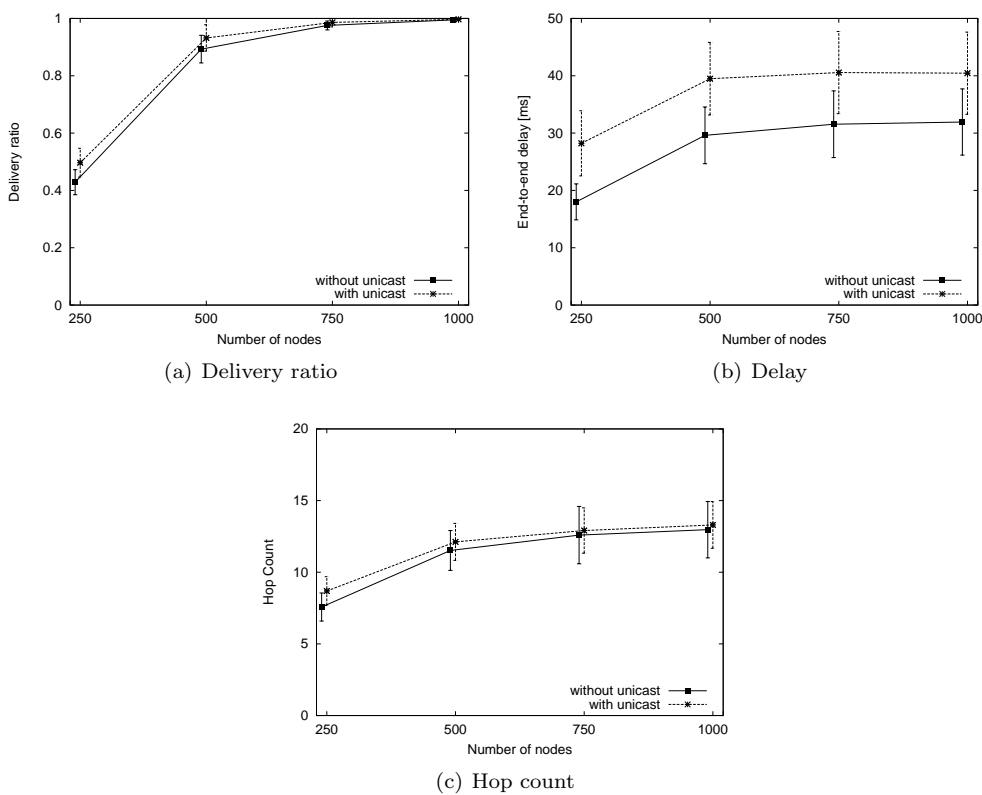 1
0.8
0.6
0.4
0.2
0
Delivery ratio
250 500 750 1000
Number of nodes
without unicast
with unicast
(a) Delivery ratio
50
40
30
20
10
0
End-to-end delay [ms]
250 500 750 1000
Number of nodes
without unicast
with unicast
(b) Delay
20
15
10
5
0
Hop Count
250 500 750 1000
Number of nodes
without unicast
with unicast
(c) Hop count